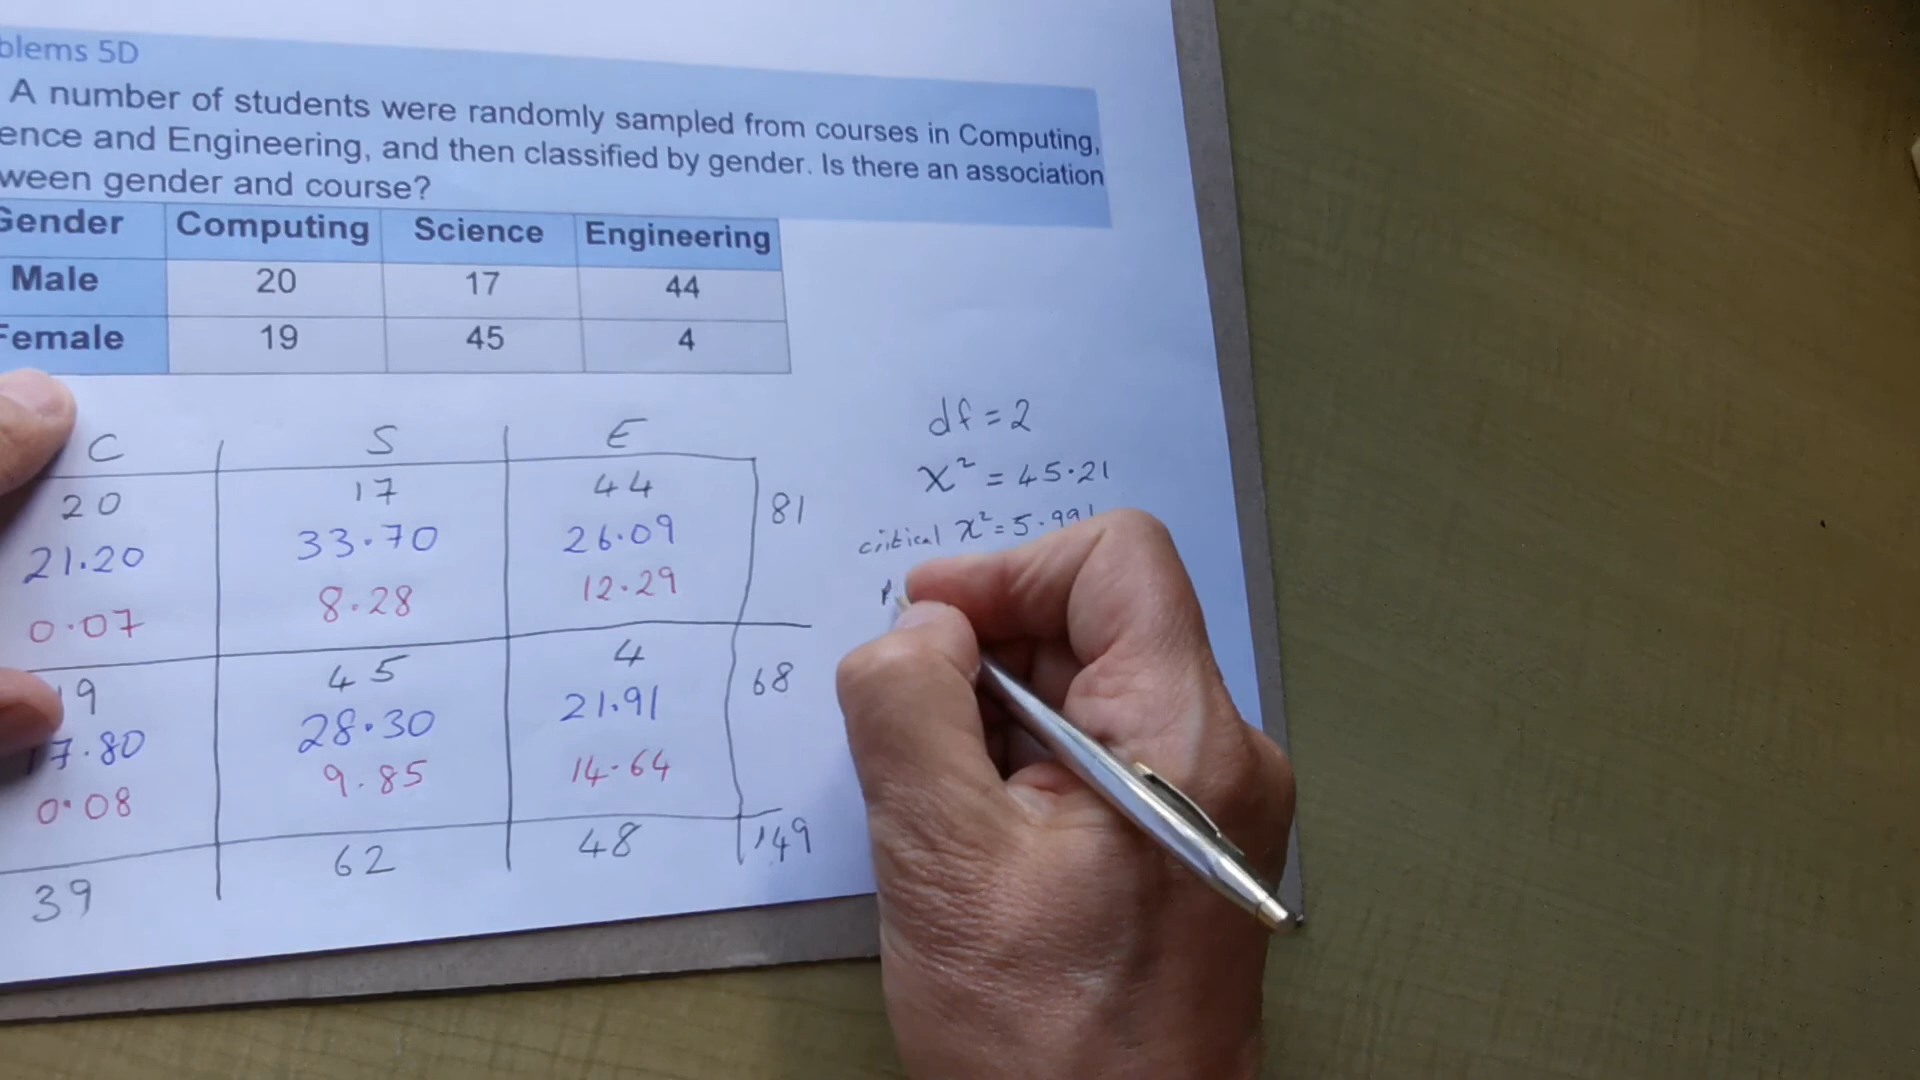 blems 5D
A number of students were randomly sampled from courses in Computing,
ence and Engineering, and then classified by gender. Is there an association
ween gender and course?
Gender Computing Science Engineering
Male 20 17 44
Female 19 45 4
C S E
20 17 44 81
21.20 33.70 26.09
0.07 8.28 12.29
19 45 4 68
17.80 28.30 21.91
0.08 9.85 14.64
39 62 48 149
df = 2
χ² = 45.21
critical χ² = 5.991